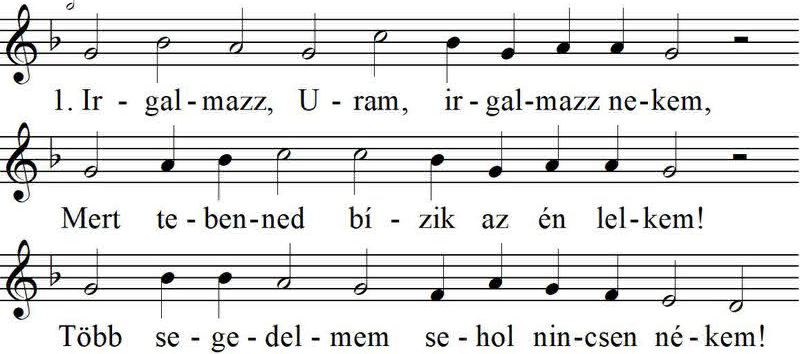 1. Ir - gal - mazz, U - ram, ir - gal - mazz ne - kem,
Mert te - ben - ned bí - zik az én lel - kem!
Több se - ge - del - mem se - hol nin - csen né - kem!